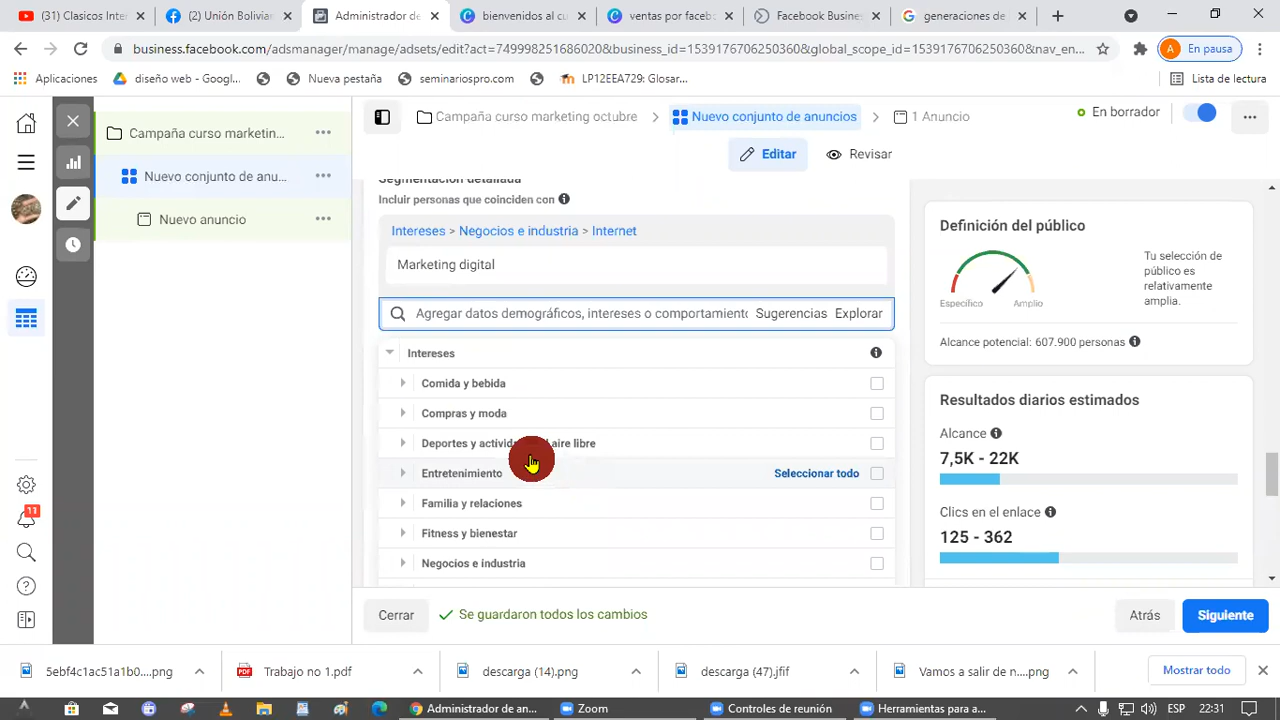 (31) Clasicos Inter
(2) Unión Bolivian
Administrador de
bienvenidos al cu
ventas por faceb
Facebook Business
generaciones de
business.facebook.com/adsmanager/manage/adsets/edit?act=749998251686020&business_id=1539176706250360&global_scope_id=1539176706250360&nav_en...
A En pausa
Aplicaciones
diseño web - Googl...
Nueva pestaña
seminariospro.com
LP12EEA729: Glosar...
Lista de lectura
Campaña curso marketin...
Nuevo conjunto de anu...
Nuevo anuncio
11
Campaña curso marketing octubre
Nuevo conjunto de anuncios
1 Anuncio
En borrador
Editar
Revisar
Segmentación detallada
Incluir personas que coinciden con
Intereses > Negocios e industria > Internet
Marketing digital
Agregar datos demográficos, intereses o comportamiento
Sugerencias
Explorar
Intereses
Comida y bebida
Compras y moda
Deportes y activid aire libre
Entretenimiento
Seleccionar todo
Familia y relaciones
Fitness y bienestar
Negocios e industria
Definición del público
Tu selección de
público es
relativamente
amplia.
Específico
Amplio
Alcance potencial: 607.900 personas
Resultados diarios estimados
Alcance
7,5K - 22K
Clics en el enlace
125 - 362
Cerrar
Se guardaron todos los cambios
Atrás
Siguiente
5ebf4c1ac51a1b0....png
Trabajo no 1.pdf
descarga (14).png
descarga (47).jfif
Vamos a salir de n....png
Mostrar todo
Administrador de an...
Zoom
Controles de reunión
Herramientas para a...
ESP
22:31